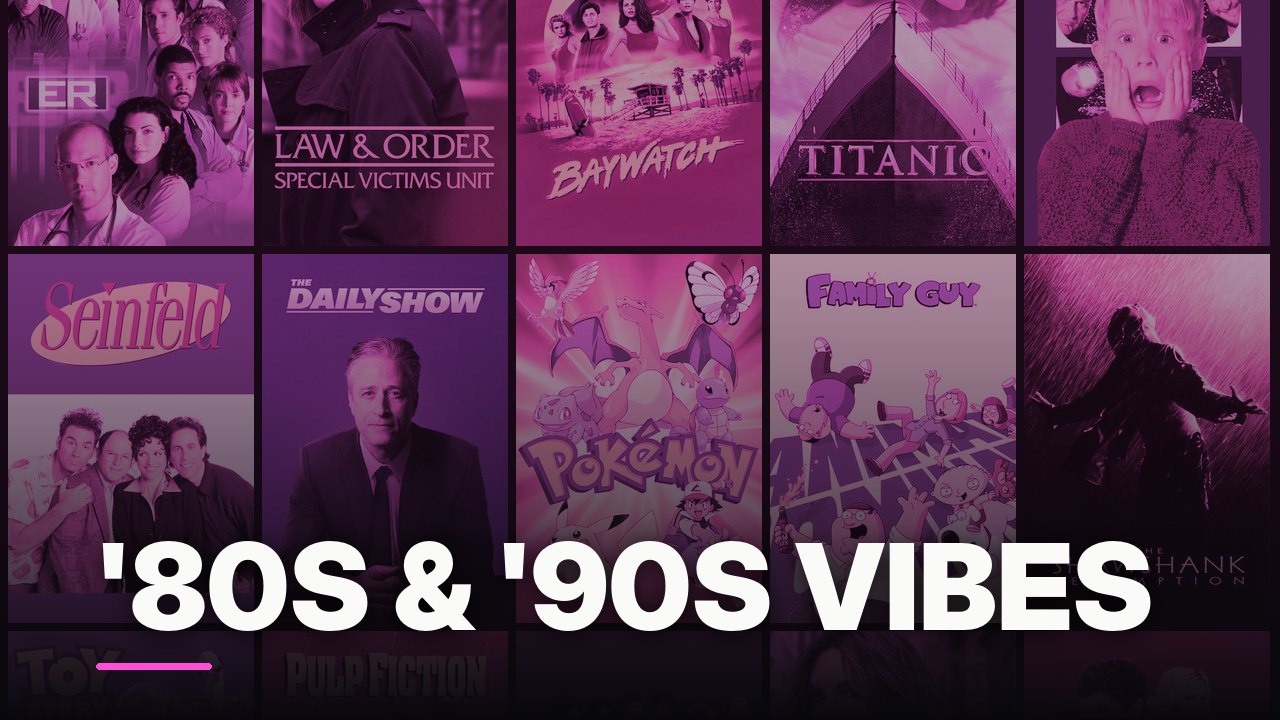 ER
LAW & ORDER
SPECIAL VICTIMS UNIT
BAYWATCH
TITANIC
Seinfeld
THE
DAILY SHOW
POKéMON
FAMILY GUY
'80S & '90S VIBES
TOY
PULP FICTION